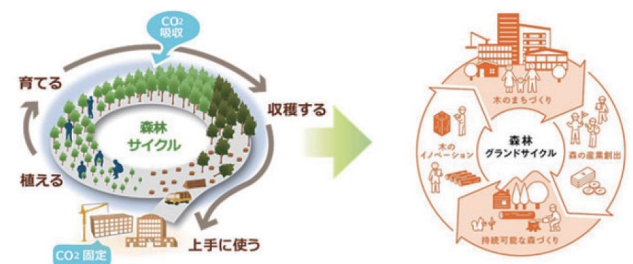 CO2
吸収
育てる
収穫する
森林
サイクル
植える
上手に使う
CO2 固定
木のまちづくり
木の
イノベーション
森林
グランドサイクル
森の産業創出
持続可能な森づくり